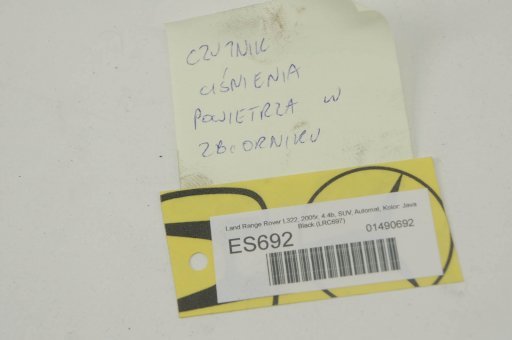 CZUJNIK
CIŚNIENIA
POWIETRZA W
ZBIORNIKU
Land Range Rover L322, 2005r, 4.4b, SUV, Automat, Kolor: Java
Black (LRC697)
ES692
01490692